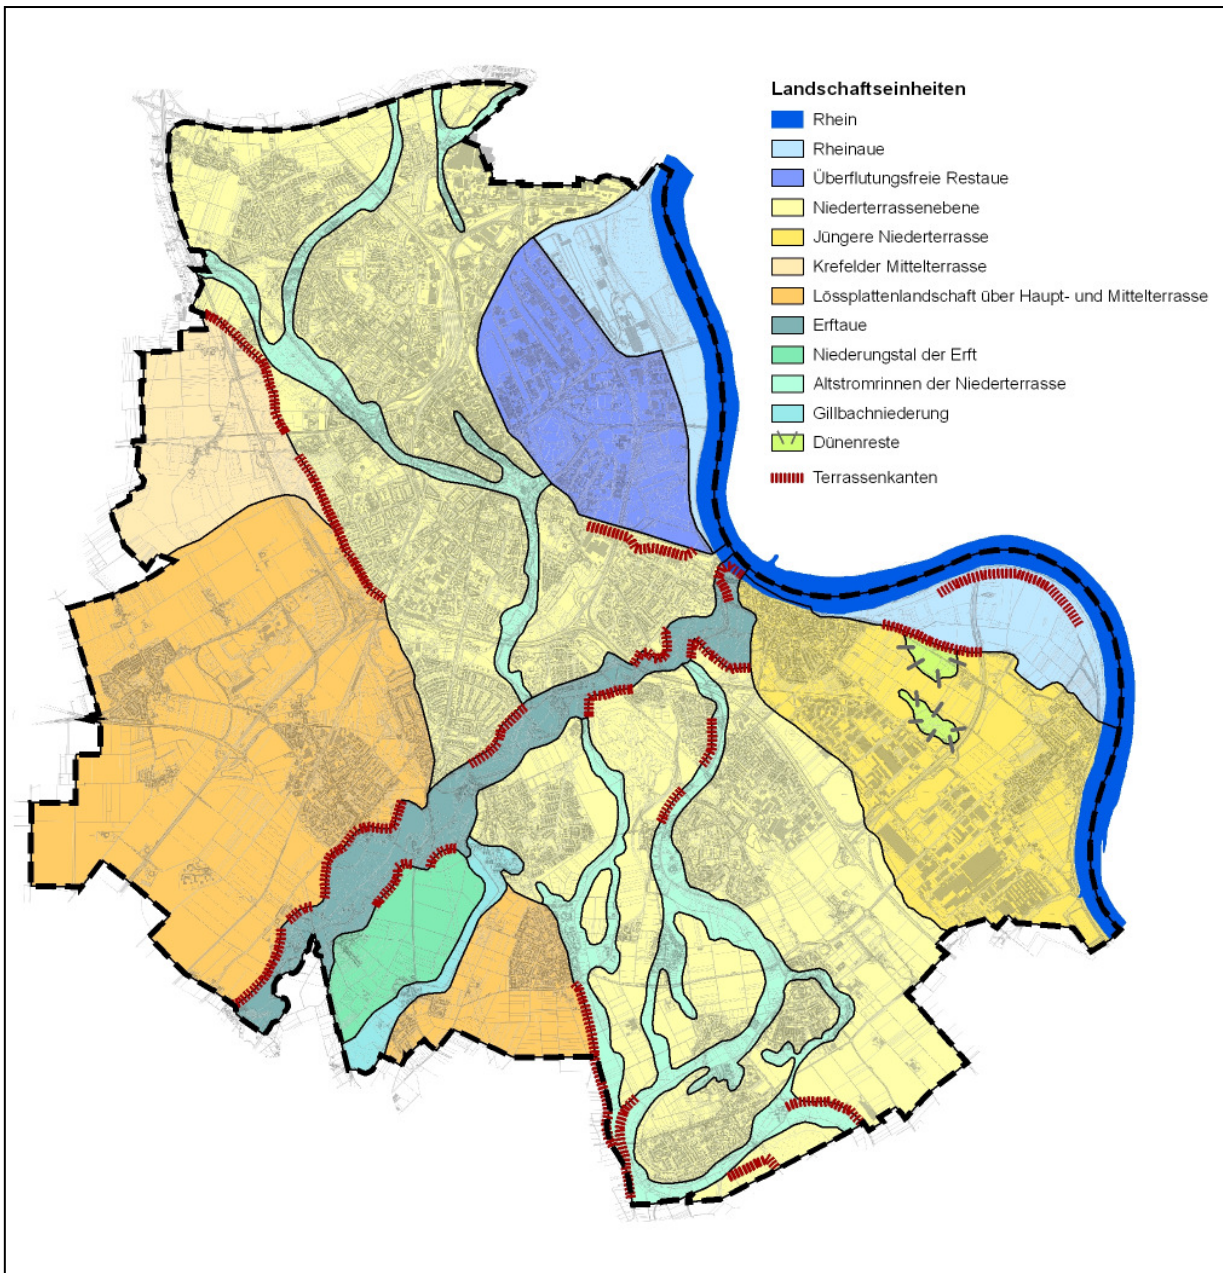 Landschaftseinheiten
Rhein
Rheinaue
Überflutungsfreie Restaue
Niederterrassenebene
Jüngere Niederterrasse
Krefelder Mittelterrasse
Lössplattenlandschaft über Haupt- und Mittelterrasse
Erftaue
Niederungstal der Erft
Altstromrinnen der Niederterrasse
Gillbachniederung
Dünenreste
Terrassenkanten